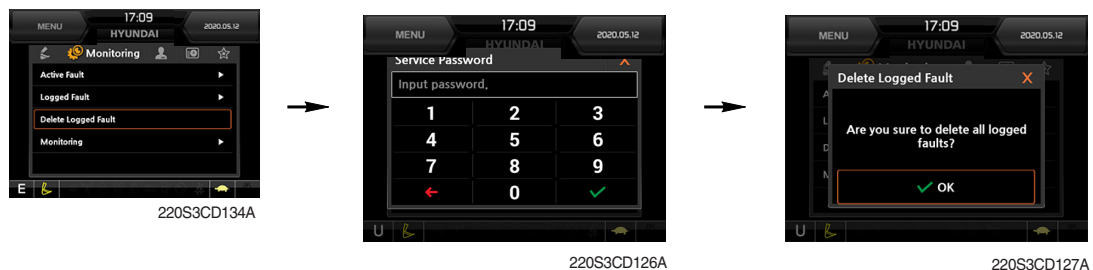 MENU 17:09 2020.05.12
HYUNDAI
Monitoring
Active Fault
Logged Fault
Delete Logged Fault
Monitoring
E
220S3CD134A
MENU 17:09 2020.05.12
HYUNDAI
Service Password X
Input password.
1 2 3
4 5 6
7 8 9
0
U
220S3CD126A
MENU 17:09 2020.05.12
HYUNDAI
Delete Logged Fault X
Are you sure to delete all logged
faults?
OK
U
220S3CD127A